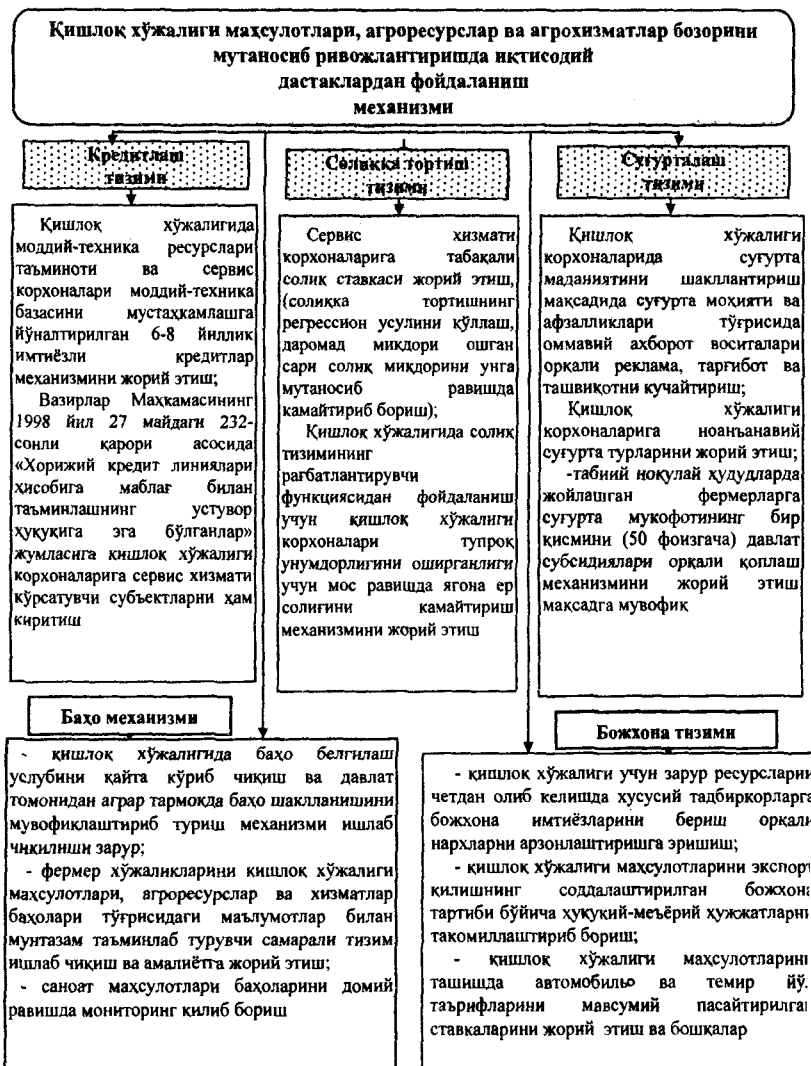 Қишлоқ хўжалиги маҳсулотлари, агроресурслар ва агрохизматлар бозорини
мутаносиб ривожлантиришда иқтисодий
дастаклардан фойдаланиш
механизми
Кредитлаш
тизими
Қишлоқ хўжалигида
моддий-техника ресурслари
таъминоти ва сервис
корхоналари моддий-техника
базасини мустаҳкамлашга
йўналтирилган 6-8 йиллик
имтиёзли кредитлар
механизмини жорий этиш;
Вазирлар Маҳкамасининг
1998 йил 27 майдаги 232-
сонли қарори асосида
«Хорижий кредит линиялари
ҳисобига маблағ билан
таъминлашнинг устувор
ҳуқуқига эга бўлганлар»
жумласига қишлоқ хўжалиги
корхоналарига сервис хизмати
кўрсатувчи субъектларни ҳам
киритиш
Солиққа тортиш
тизими
Сервис хизмати
корхоналарига табақали
солиқ ставкаси жорий этиш,
(солиққа тортишнинг
регрессион усулини қўллаш,
даромад миқдори ошган
сари солиқ миқдорини унга
мутаносиб равишда
камайтириб бориш);
Қишлоқ хўжалигида солиқ
тизимининг
рағбатлантирувчи
функциясидан фойдаланиш
учун қишлоқ хўжалиги
корхоналари тупроқ
унумдорлигини оширганлиги
учун мос равишда ягона ер
солиғини камайтириш
механизмини жорий этиш
Суғурталаш
тизими
Қишлоқ хўжалиги
корхоналарида суғурта
маданиятини шакллантириш
мақсадида суғурта моҳияти ва
афзалликлари тўғрисида
оммавий ахборот воситалари
орқали реклама, тарғибот ва
ташвиқотни кучайтириш;
Қишлоқ хўжалиги
корхоналарига ноанъанавий
суғурта турларини жорий этиш;
-табиий ноқулай ҳудудларда
жойлашган фермерларга
суғурта мукофотининг бир
қисмини (50 фоизгача) давлат
субсидиялари орқали қоплаш
механизмини жорий этиш
мақсадга мувофиқ
Баҳо механизми
- қишлоқ хўжалигида баҳо белгилаш
услубини қайта кўриб чиқиш ва давлат
томонидан аграр тармоқда баҳо шаклланишини
мувофиқлаштириб туриш механизми ишлаб
чиқилиши зарур;
- фермер хўжаликларини қишлоқ хўжалиги
маҳсулотлари, агроресурслар ва хизматлар
баҳолари тўғрисидаги маълумотлар билан
мунтазам таъминлаб турувчи самарали тизим
ишлаб чиқиш ва амалиётга жорий этиш;
- саноат маҳсулотлари баҳоларини домий
равишда мониторинг қилиб бориш
Божхона тизими
- қишлоқ хўжалиги учун зарур ресурсларни
четдан олиб келишда хусусий тадбиркорларга
божхона имтиёзларини бериш орқали
нархларни арзонлаштиришга эришиш;
- қишлоқ хўжалиги маҳсулотларини экспорт
қилишнинг соддалаштирилган божхона
тартиби бўйича ҳуқуқий-меъёрий ҳужжатларни
такомиллаштириб бориш;
- қишлоқ хўжалиги маҳсулотларини
ташишда автомобильо ва темир йў.
таърифларини мавсумий пасайтирилган
ставкаларини жорий этиш ва бошқалар